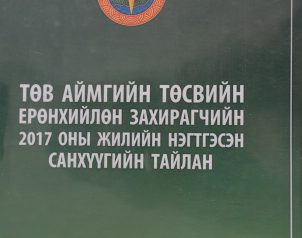 ТӨВ АЙМГИЙН ТӨСВИЙН
ЕРӨНХИЙЛӨН ЗАХИРАГЧИЙН
2017 ОНЫ ЖИЛИЙН НЭГТГЭСЭН
САНХҮҮГИЙН ТАЙЛАН